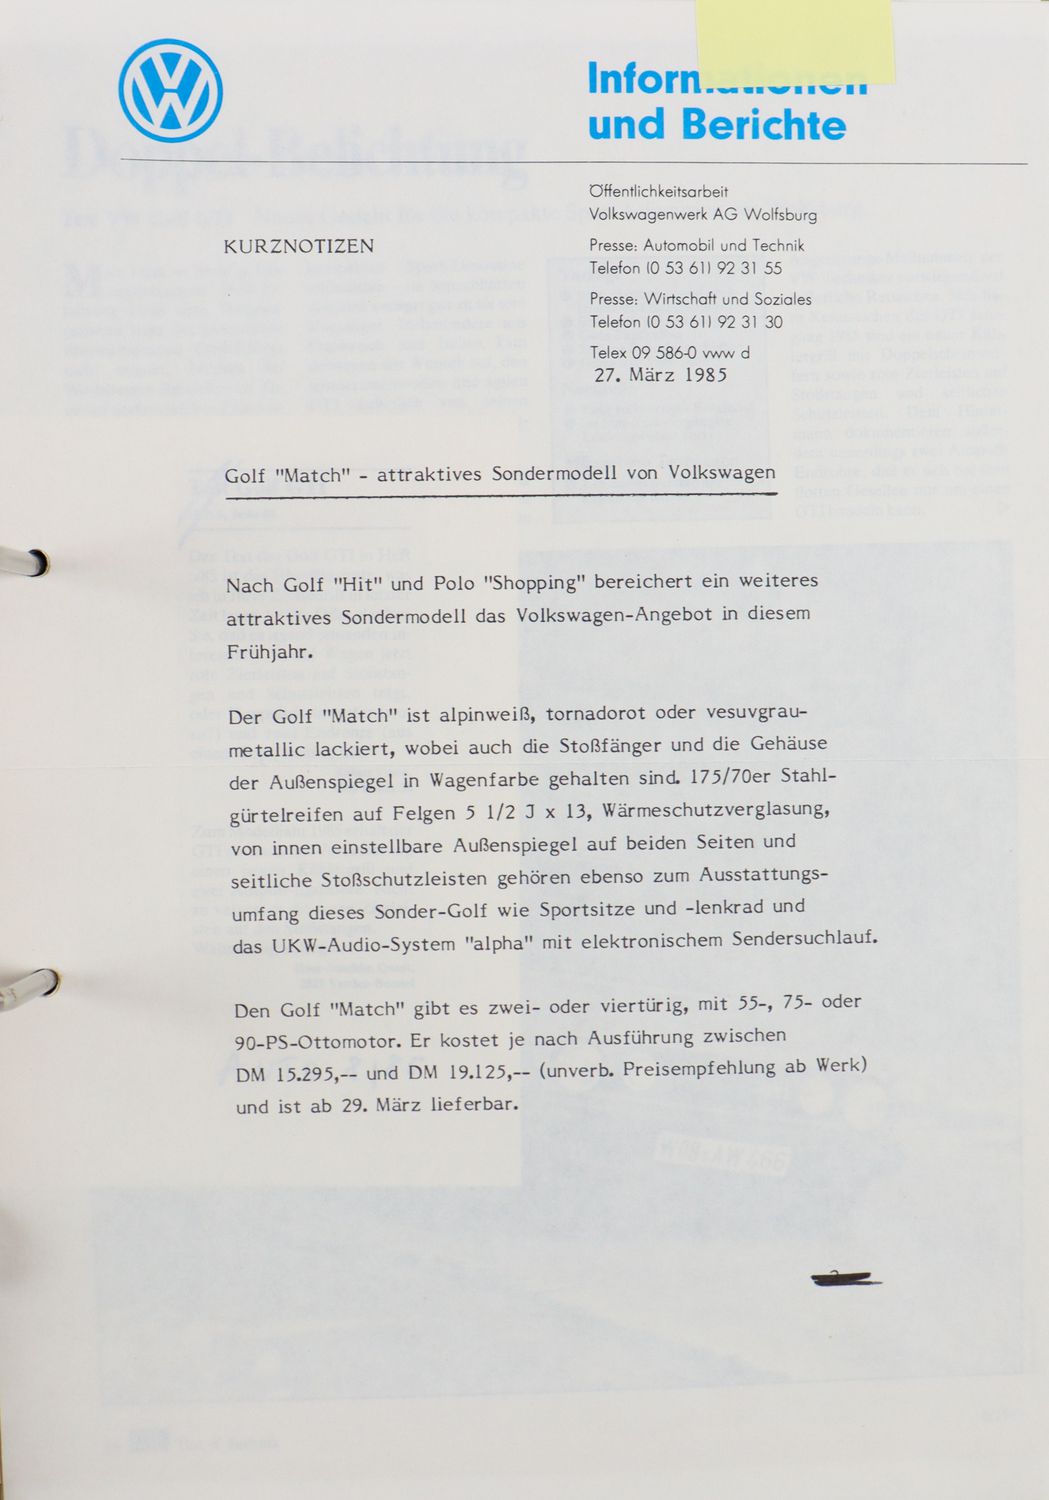 Informationen
und Berichte
Öffentlichkeitsarbeit
Volkswagenwerk AG Wolfsburg
KURZNOTIZEN
Presse: Automobil und Technik
Telefon (0 53 61) 92 31 55
Presse: Wirtschaft und Soziales
Telefon (0 53 61) 92 31 30
Telex 09 586-0 vww d
27. März 1985
Golf "Match" - attraktives Sondermodell von Volkswagen
Nach Golf "Hit" und Polo "Shopping" bereichert ein weiteres
attraktives Sondermodell das Volkswagen-Angebot in diesem
Frühjahr.
Der Golf "Match" ist alpinweiß, tornadorot oder vesuvgrau-
metallic lackiert, wobei auch die Stoßfänger und die Gehäuse
der Außenspiegel in Wagenfarbe gehalten sind. 175/70er Stahl-
gürtelreifen auf Felgen 5 1/2 J x 13, Wärmeschutzverglasung,
von innen einstellbare Außenspiegel auf beiden Seiten und
seitliche Stoßschutzleisten gehören ebenso zum Ausstattungs-
umfang dieses Sonder-Golf wie Sportsitze und -lenkrad und
das UKW-Audio-System "alpha" mit elektronischem Sendersuchlauf.
Den Golf "Match" gibt es zwei- oder viertürig, mit 55-, 75- oder
90-PS-Ottomotor. Er kostet je nach Ausführung zwischen
DM 15.295,-- und DM 19.125,-- (unverb. Preisempfehlung ab Werk)
und ist ab 29. März lieferbar.